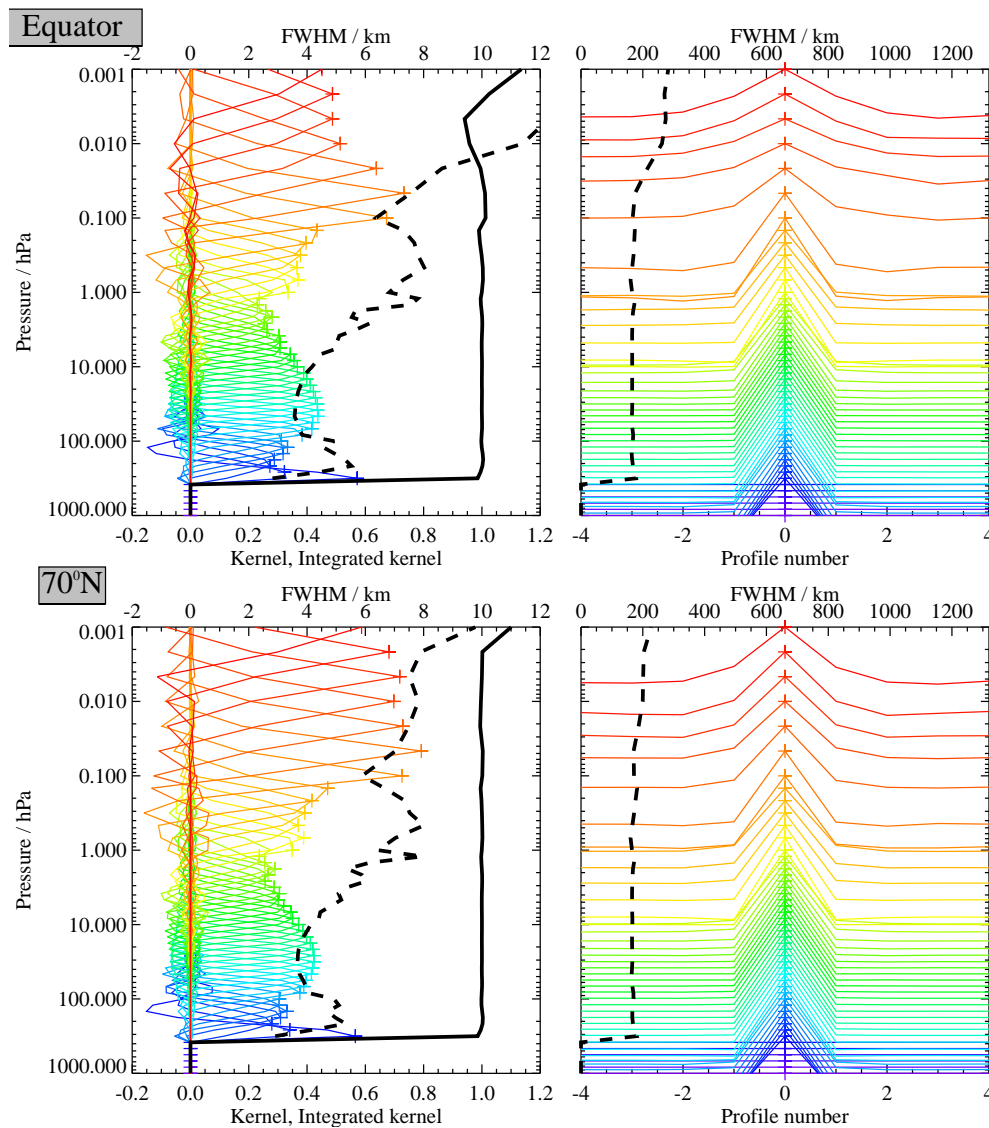 Equator
FWHM / km
-2 0 2 4 6 8 10 12
0.001
0.010
0.100
1.000
10.000
100.000
1000.000
Pressure / hPa
-0.2 0.0 0.2 0.4 0.6 0.8 1.0 1.2
Kernel, Integrated kernel
FWHM / km
0 200 400 600 800 1000 1200
-4 -2 0 2 4
Profile number
70⁰N
FWHM / km
-2 0 2 4 6 8 10 12
0.001
0.010
0.100
1.000
10.000
100.000
1000.000
Pressure / hPa
-0.2 0.0 0.2 0.4 0.6 0.8 1.0 1.2
Kernel, Integrated kernel
FWHM / km
0 200 400 600 800 1000 1200
-4 -2 0 2 4
Profile number